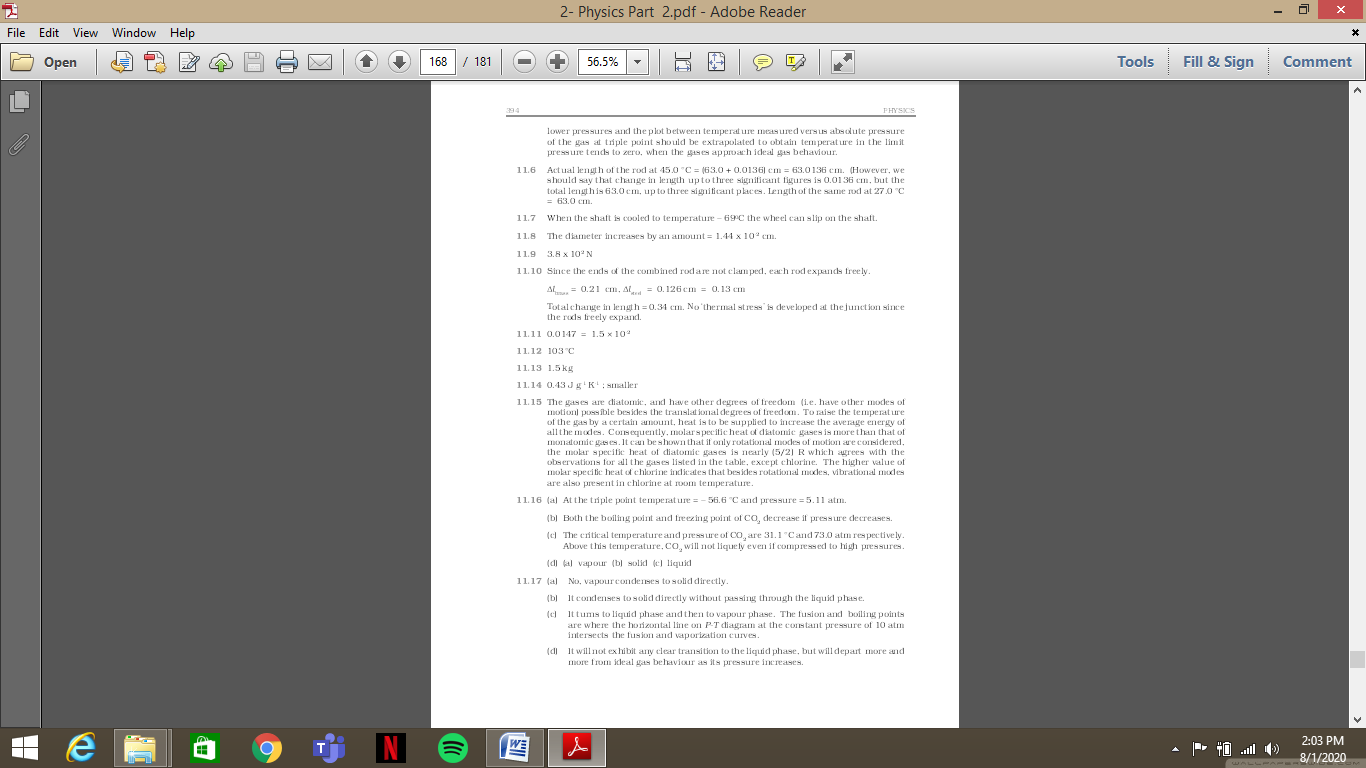 2- Physics Part  2.pdf - Adobe Reader
File Edit View Window Help
Open 168 / 181 56.5% Tools Fill & Sign Comment
394 PHYSICS
lower pressures and the plot between temperature measured versus absolute pressure
of the gas at triple point should be extrapolated to obtain temperature in the limit
pressure tends to zero, when the gases approach ideal gas behaviour.
11.6 Actual length of the rod at 45.0 °C = (63.0 + 0.0136) cm = 63.0136 cm. (However, we
should say that change in length up to three significant figures is 0.0136 cm, but the
total length is 63.0 cm, up to three significant places. Length of the same rod at 27.0 °C
= 63.0 cm.
11.7 When the shaft is cooled to temperature – 69°C the wheel can slip on the shaft.
11.8 The diameter increases by an amount = 1.44 x 10⁻² cm.
11.9 3.8 x 10² N
11.10 Since the ends of the combined rod are not clamped, each rod expands freely.
Δl brass = 0.21 cm, Δl steel = 0.126 cm = 0.13 cm
Total change in length = 0.34 cm. No 'thermal stress' is developed at the junction since
the rods freely expand.
11.11 0.0147 = 1.5 × 10⁻²
11.12 103 °C
11.13 1.5 kg
11.14 0.43 J g⁻¹ K⁻¹ ; smaller
11.15 The gases are diatomic, and have other degrees of freedom (i.e. have other modes of
motion) possible besides the translational degrees of freedom. To raise the temperature
of the gas by a certain amount, heat is to be supplied to increase the average energy of
all the modes. Consequently, molar specific heat of diatomic gases is more than that of
monatomic gases. It can be shown that if only rotational modes of motion are considered,
the molar specific heat of diatomic gases is nearly (5/2) R which agrees with the
observations for all the gases listed in the table, except chlorine. The higher value of
molar specific heat of chlorine indicates that besides rotational modes, vibrational modes
are also present in chlorine at room temperature.
11.16 (a) At the triple point temperature = – 56.6 °C and pressure = 5.11 atm.
(b) Both the boiling point and freezing point of CO₂ decrease if pressure decreases.
(c) The critical temperature and pressure of CO₂ are 31.1 °C and 73.0 atm respectively.
Above this temperature, CO₂ will not liquefy even if compressed to high pressures.
(d) (a) vapour (b) solid (c) liquid
11.17 (a) No, vapour condenses to solid directly.
(b) It condenses to solid directly without passing through the liquid phase.
(c) It turns to liquid phase and then to vapour phase. The fusion and boiling points
are where the horizontal line on P-T diagram at the constant pressure of 10 atm
intersects the fusion and vaporization curves.
(d) It will not exhibit any clear transition to the liquid phase, but will depart more and
more from ideal gas behaviour as its pressure increases.
2:03 PM
8/1/2020